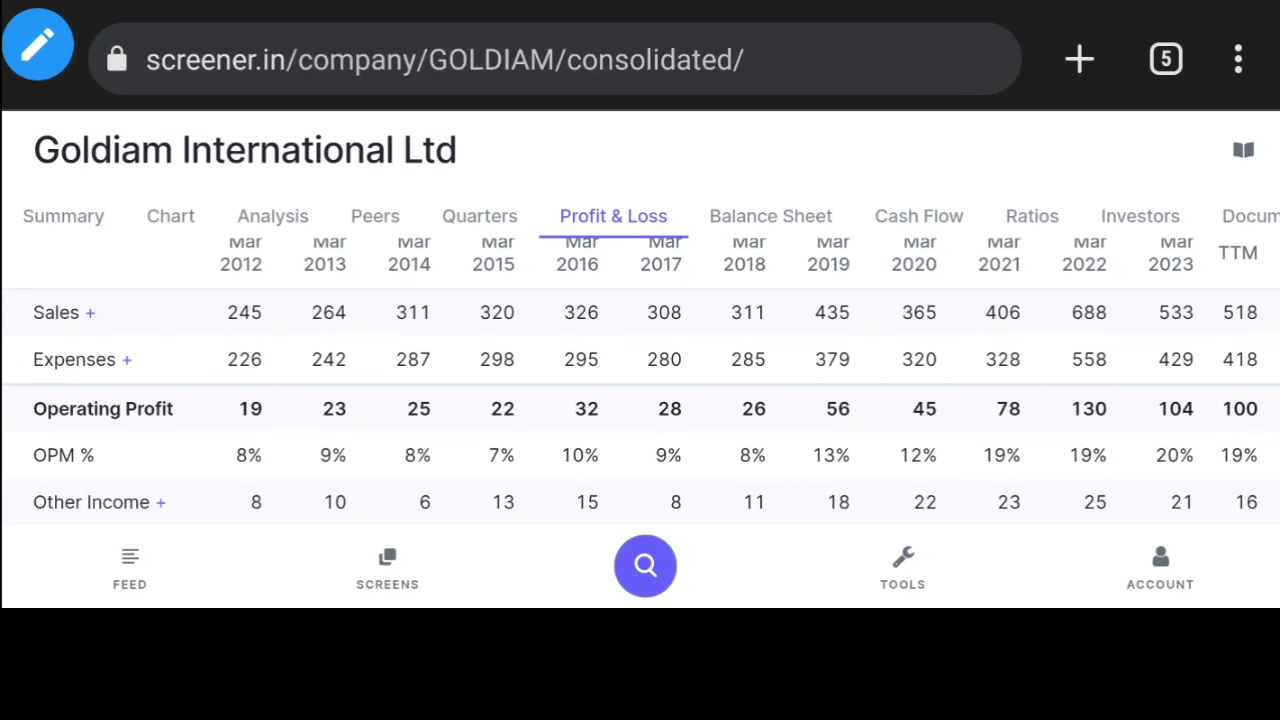 screener.in/company/GOLDIAM/consolidated/ 5
Goldiam International Ltd
Summary Chart Analysis Peers Quarters Profit & Loss Balance Sheet Cash Flow Ratios Investors Docum
Mar Mar Mar Mar Mar Mar Mar Mar Mar Mar Mar Mar TTM
2012 2013 2014 2015 2016 2017 2018 2019 2020 2021 2022 2023
Sales + 245 264 311 320 326 308 311 435 365 406 688 533 518
Expenses + 226 242 287 298 295 280 285 379 320 328 558 429 418
Operating Profit 19 23 25 22 32 28 26 56 45 78 130 104 100
OPM % 8% 9% 8% 7% 10% 9% 8% 13% 12% 19% 19% 20% 19%
Other Income + 8 10 6 13 15 8 11 18 22 23 25 21 16
FEED SCREENS TOOLS ACCOUNT